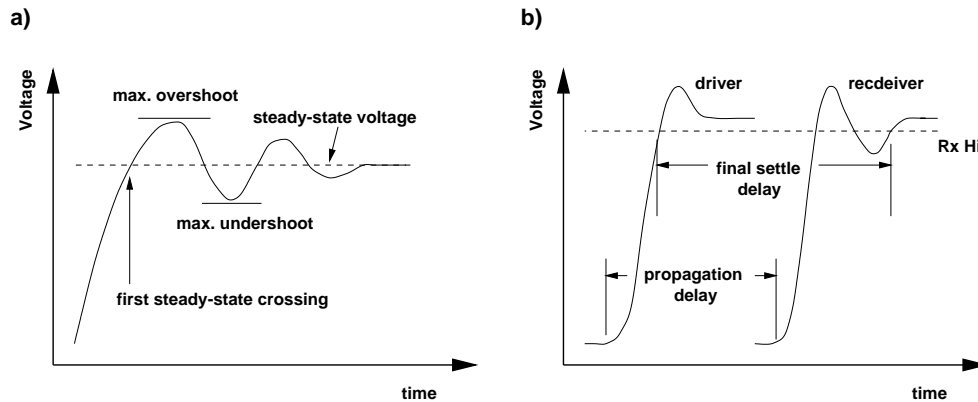 a)
Voltage
max. overshoot
steady-state voltage
max. undershoot
first steady-state crossing
time
b)
Voltage
driver
recdeiver
Rx Hi
final settle
delay
propagation
delay
time